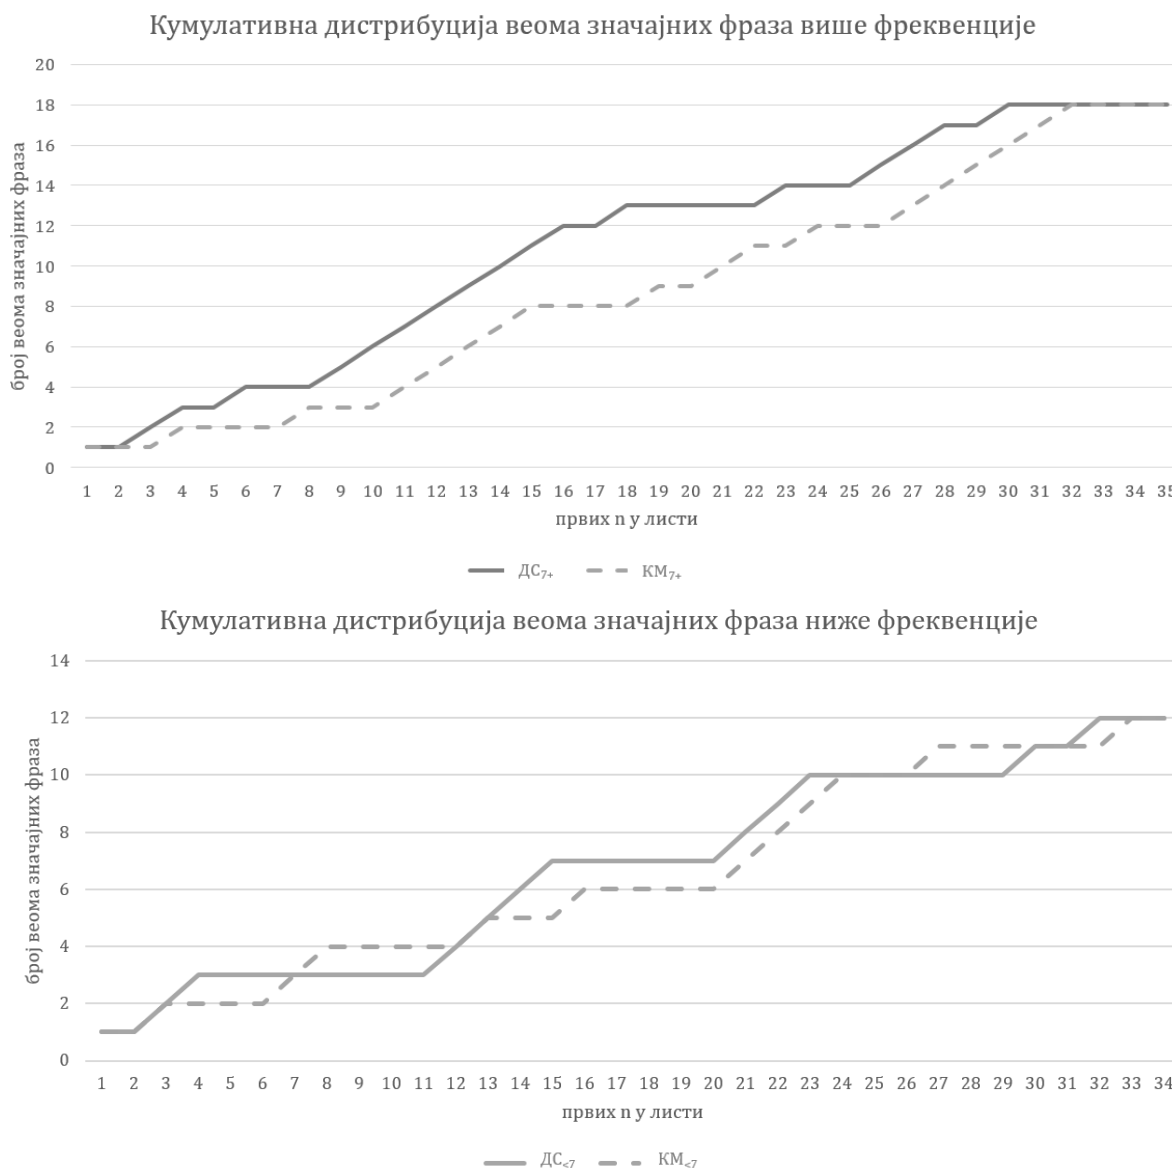 Кумулативна дистрибуција веома значајних фраза више фреквенције
број веома значајних фраза
20
18
16
14
12
10
8
6
4
2
0
1 2 3 4 5 6 7 8 9 10 11 12 13 14 15 16 17 18 19 20 21 22 23 24 25 26 27 28 29 30 31 32 33 34 35
првих n у листи
ДС7+ КМ7+
Кумулативна дистрибуција веома значајних фраза ниже фреквенције
број веома значајних фраза
14
12
10
8
6
4
2
0
1 2 3 4 5 6 7 8 9 10 11 12 13 14 15 16 17 18 19 20 21 22 23 24 25 26 27 28 29 30 31 32 33 34
првих n у листи
ДС<7 КМ<7